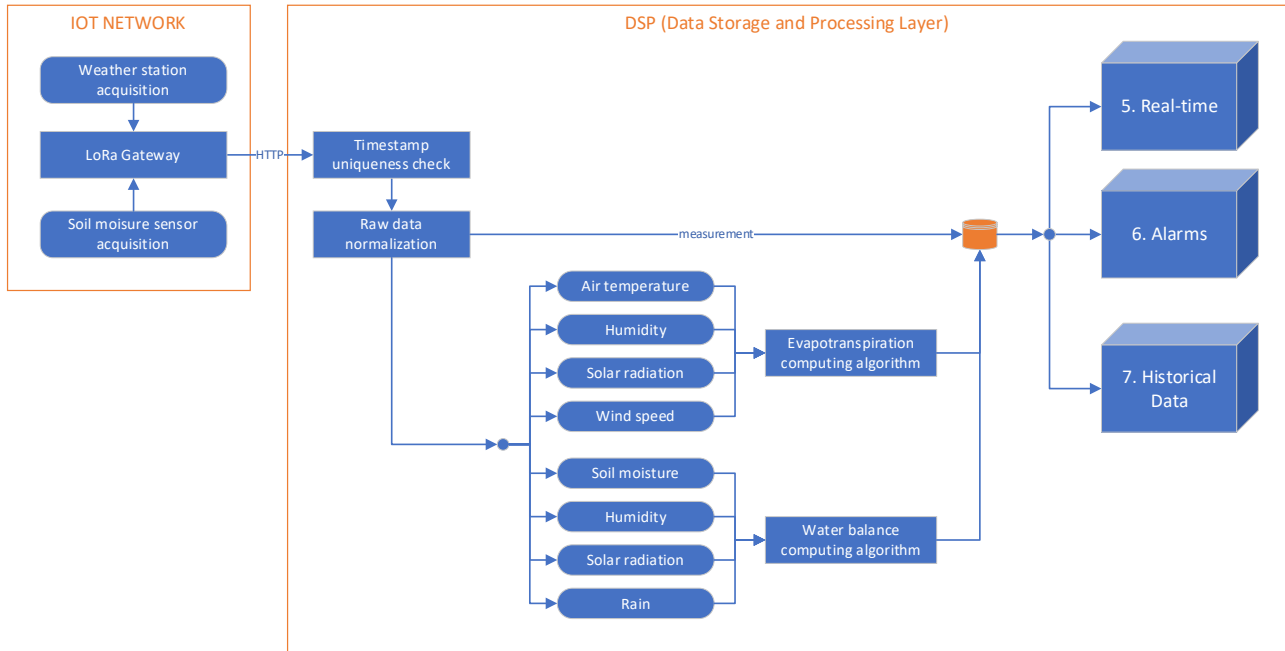 IOT NETWORK
Weather station
acquisition
LoRa Gateway
Soil moisure sensor
acquisition
HTTP
DSP (Data Storage and Processing Layer)
Timestamp
uniqueness check
Raw data
normalization
measurement
Air temperature
Humidity
Solar radiation
Wind speed
Evapotranspiration
computing algorithm
Soil moisture
Humidity
Solar radiation
Rain
Water balance
computing algorithm
5. Real-time
6. Alarms
7. Historical
Data